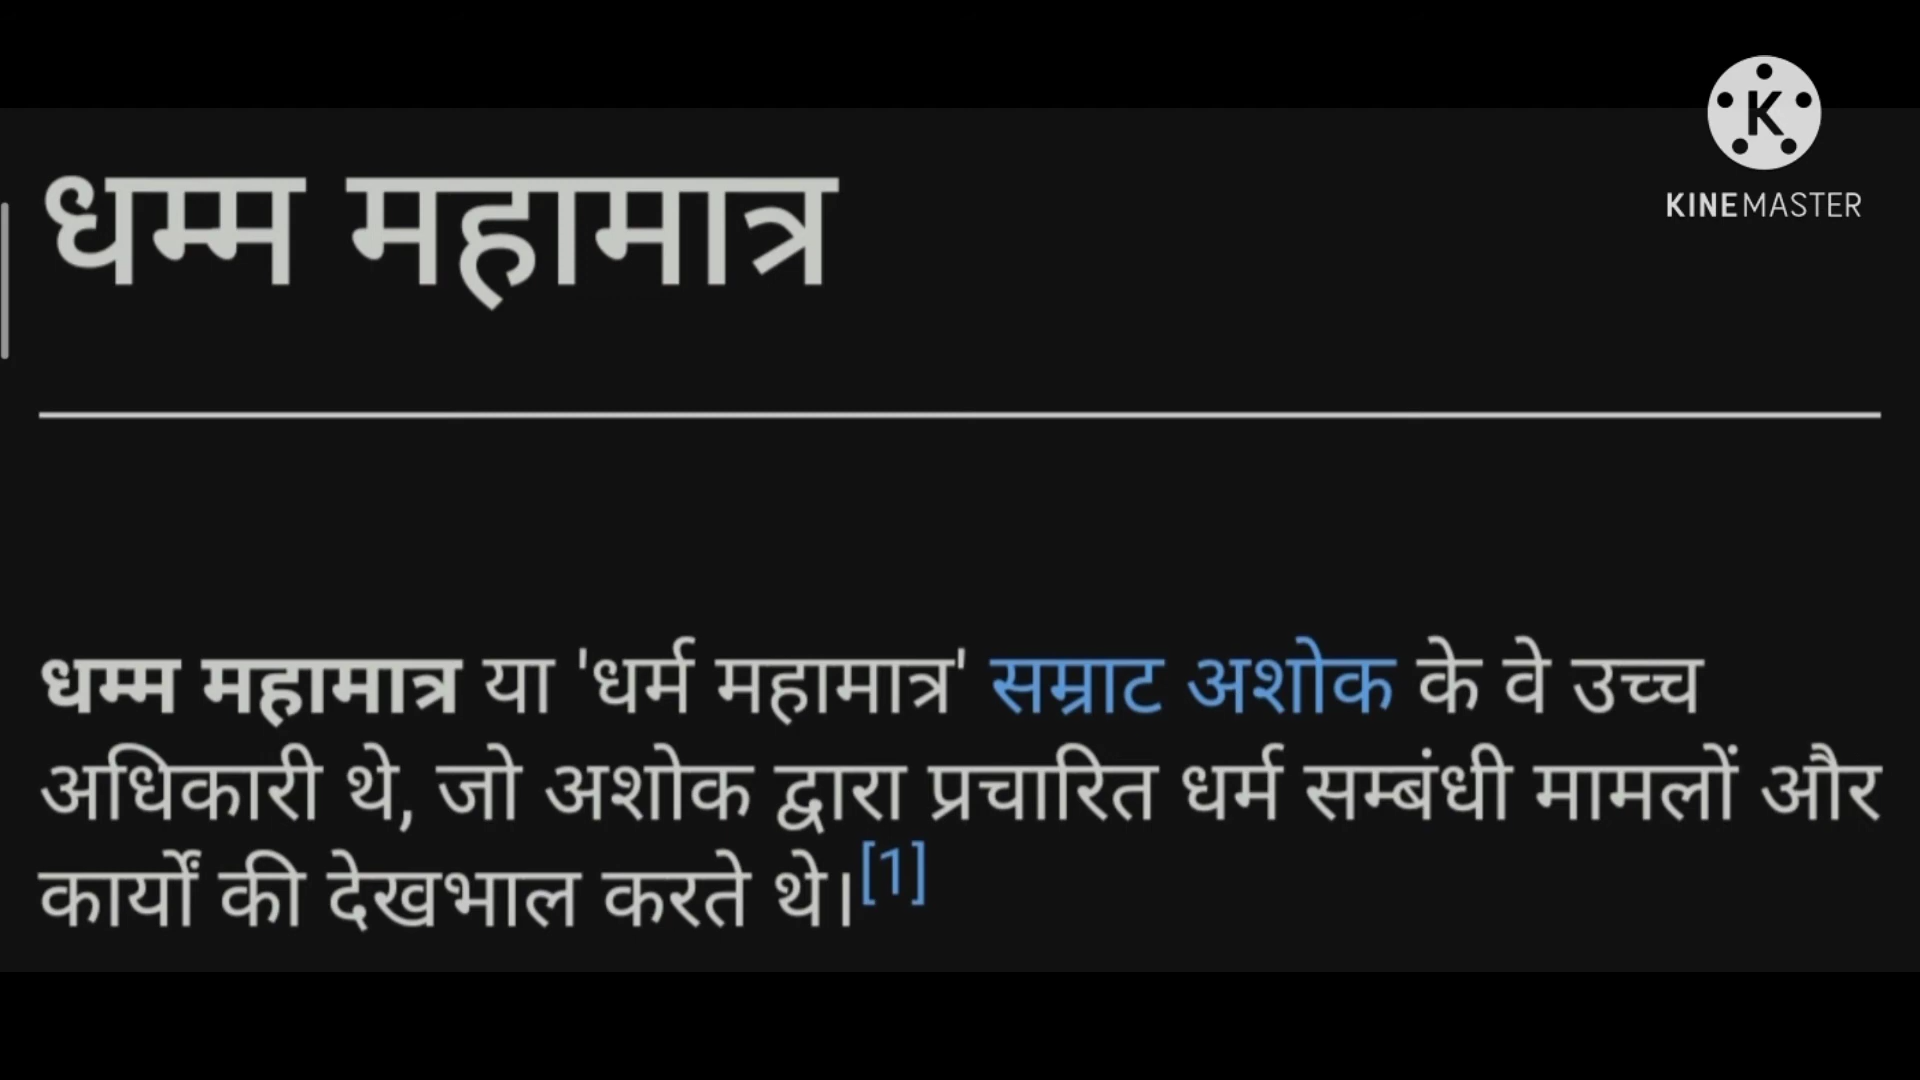 K
KINEMASTER
धम्म महामात्र
धम्म महामात्र या 'धर्म महामात्र' सम्राट अशोक के वे उच्च
अधिकारी थे, जो अशोक द्वारा प्रचारित धर्म सम्बंधी मामलों और
कार्यों की देखभाल करते थे।[1]